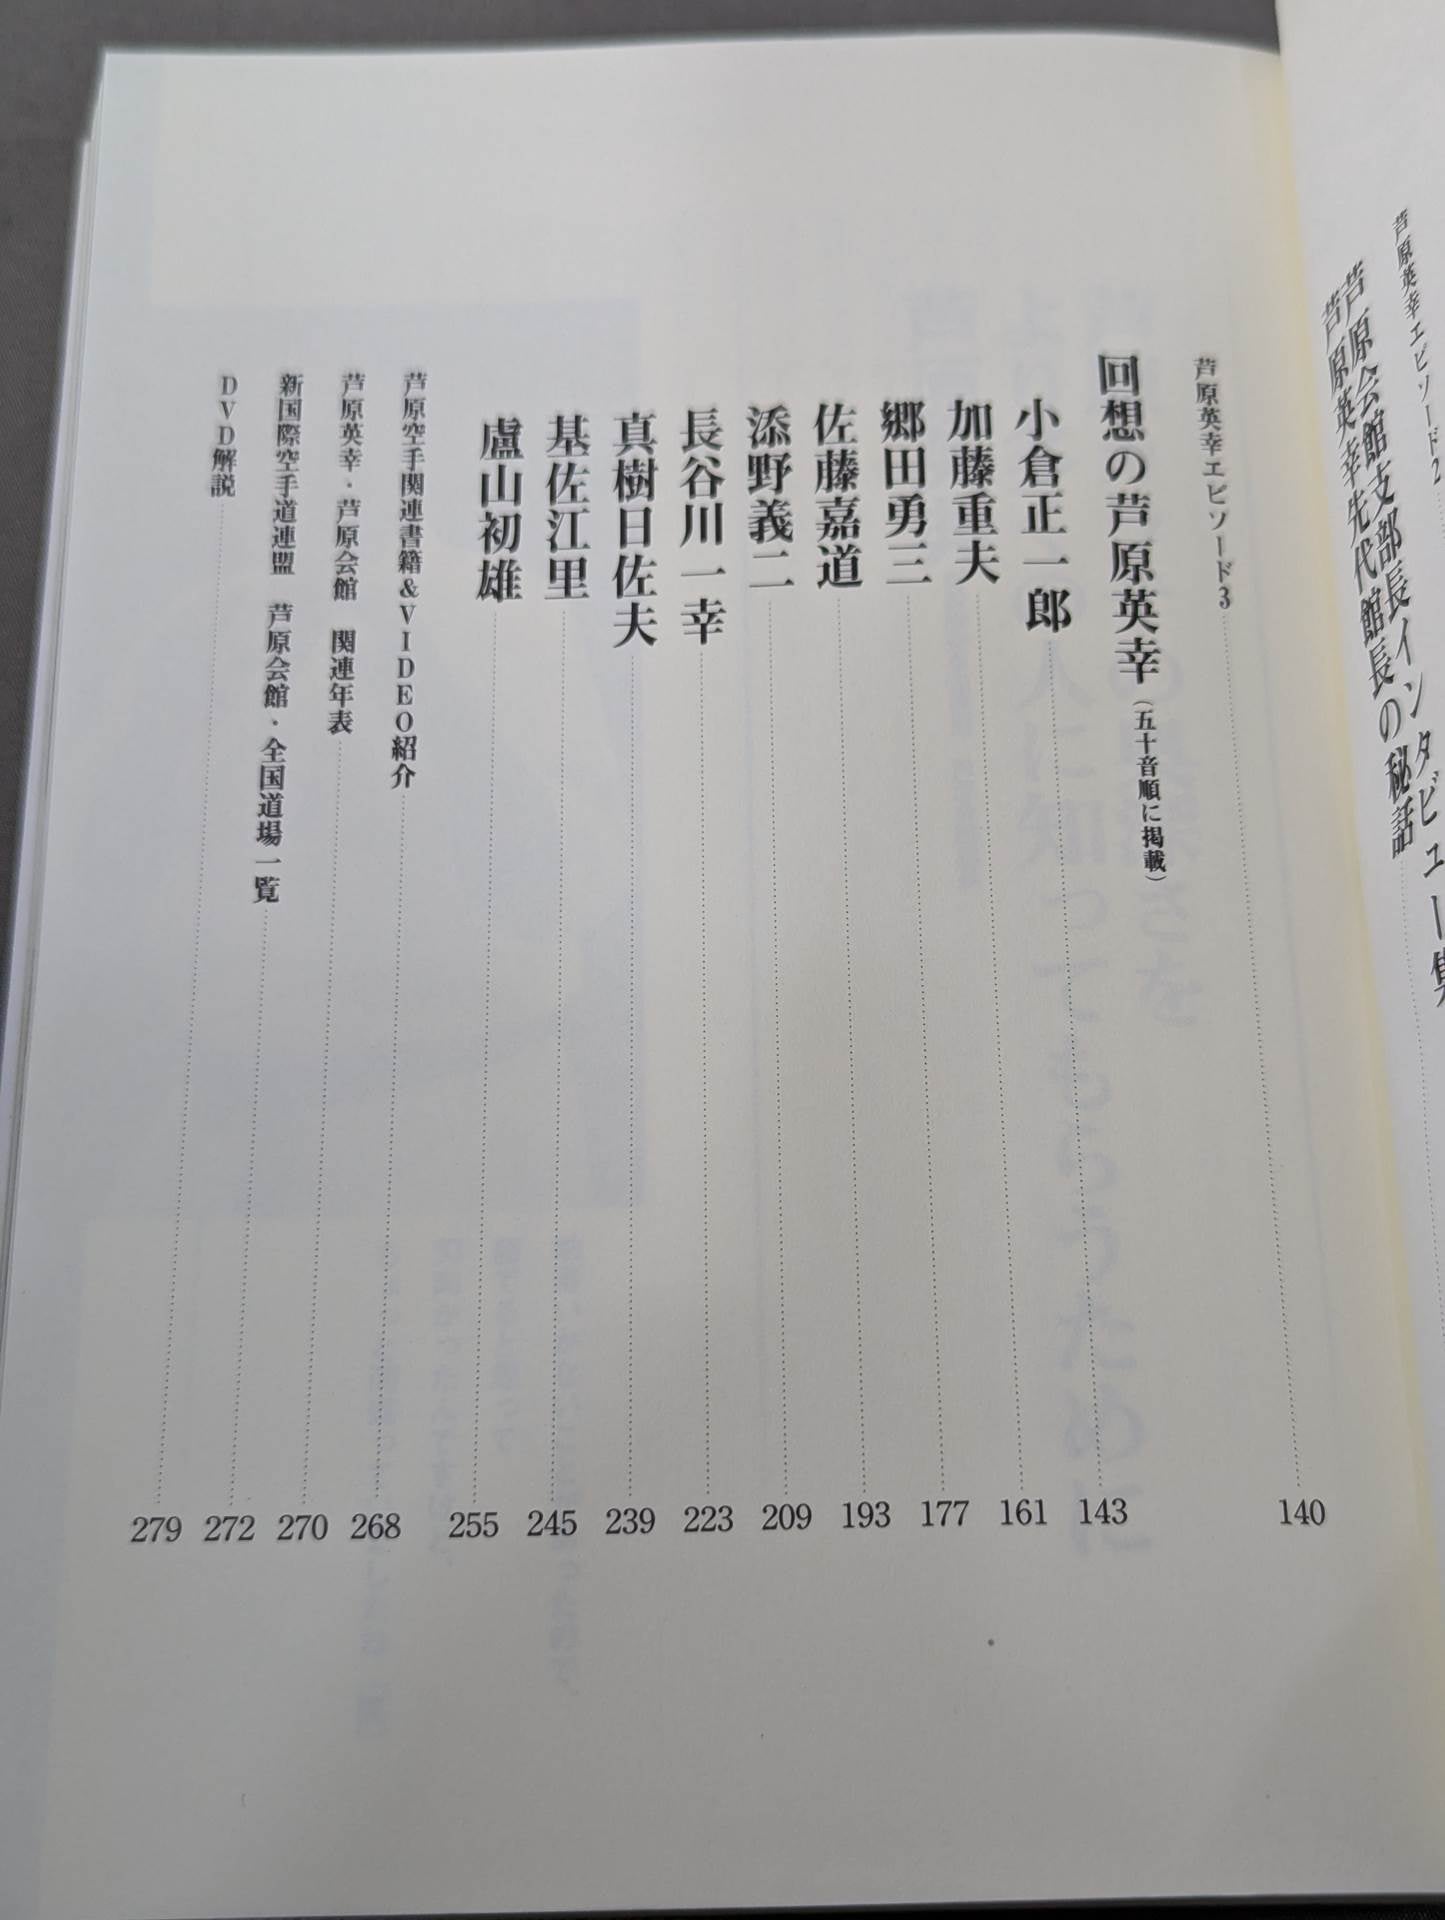 芦原英幸エピソード2
芦原会館支部長インタビュー集
芦原英幸先代館長の秘話
芦原英幸エピソード3 140
回想の芦原英幸（五十音順に掲載）
小倉正一郎 143
加藤重夫 161
郷田勇三 177
佐藤嘉道 193
添野義二 209
長谷川一幸 223
真樹日佐夫 239
基佐江里 245
盧山初雄 255
芦原空手関連書籍&VIDEO紹介 268
芦原英幸・芦原会館 関連年表 270
新国際空手道連盟 芦原会館・全国道場一覧 272
DVD解説 279